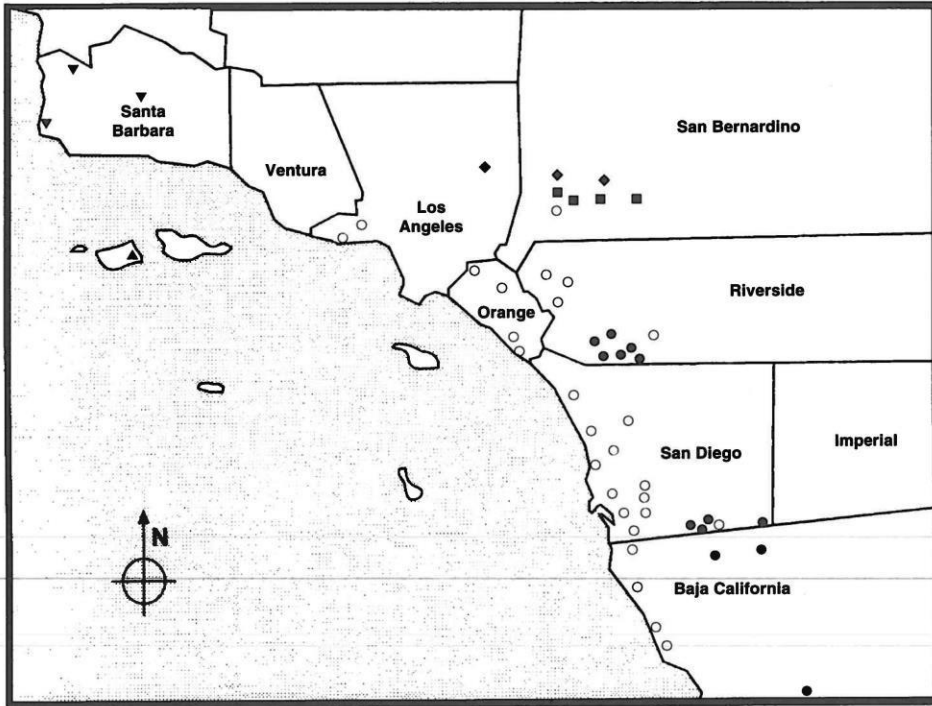 Santa
Barbara
Ventura
Los
Angeles
San Bernardino
Orange
Riverside
San Diego
Imperial
N
Baja California